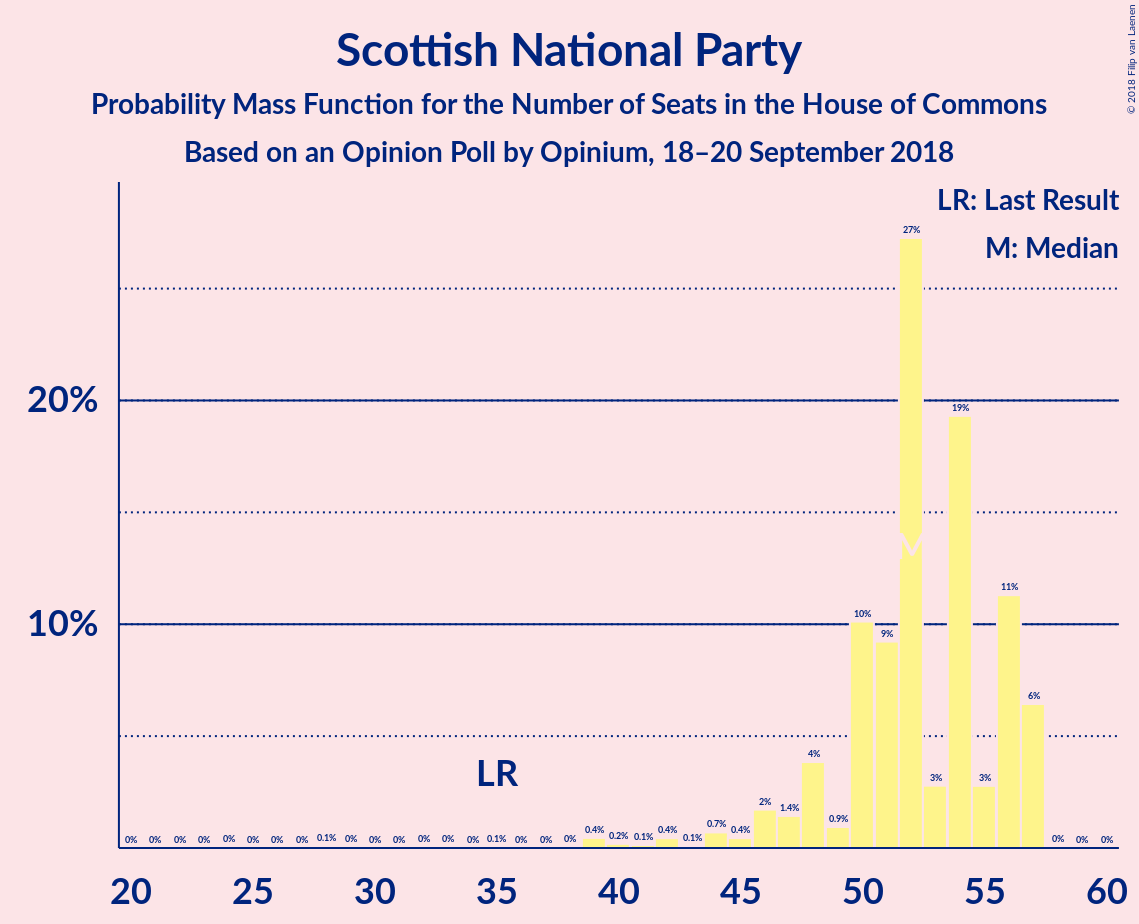 Scottish National Party
Probability Mass Function for the Number of Seats in the House of Commons
Based on an Opinion Poll by Opinium, 18–20 September 2018
© 2018 Filip van Laenen
LR: Last Result
M: Median
20%
10%
LR
0% 0% 0% 0% 0% 0% 0% 0% 0.1% 0% 0% 0% 0% 0% 0% 0.1% 0% 0% 0% 0.4% 0.2% 0.1% 0.4% 0.1% 0.7% 0.4% 2% 1.4% 4% 0.9% 10% 9% 27% 3% 19% 3% 11% 6% 0% 0% 0%
20 25 30 35 40 45 50 55 60